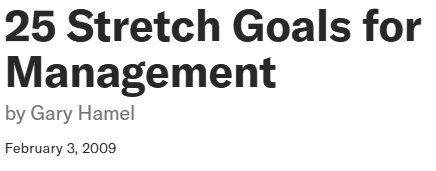 25 Stretch Goals for
Management
by Gary Hamel
February 3, 2009